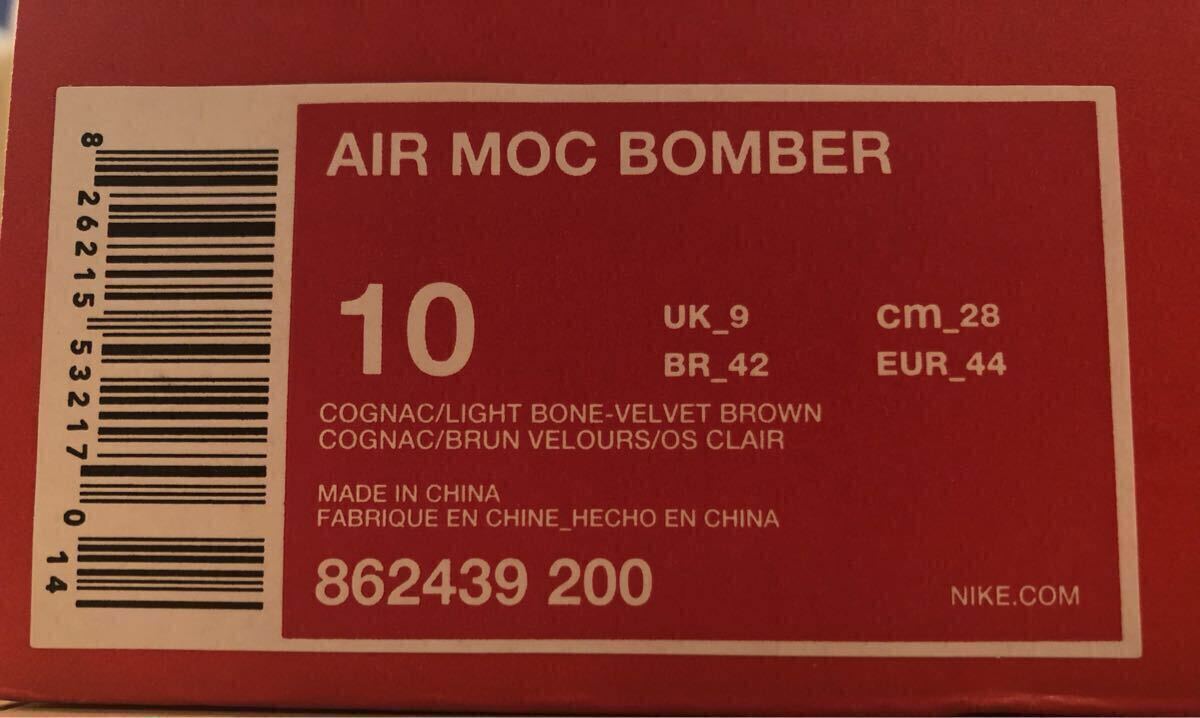 AIR MOC BOMBER
10
UK_9
cm_28
BR_42
EUR_44
COGNAC/LIGHT BONE-VELVET BROWN
COGNAC/BRUN VELOURS/OS CLAIR
MADE IN CHINA
FABRIQUE EN CHINE_HECHO EN CHINA
862439 200
NIKE.COM
8 26215 53217 0
14